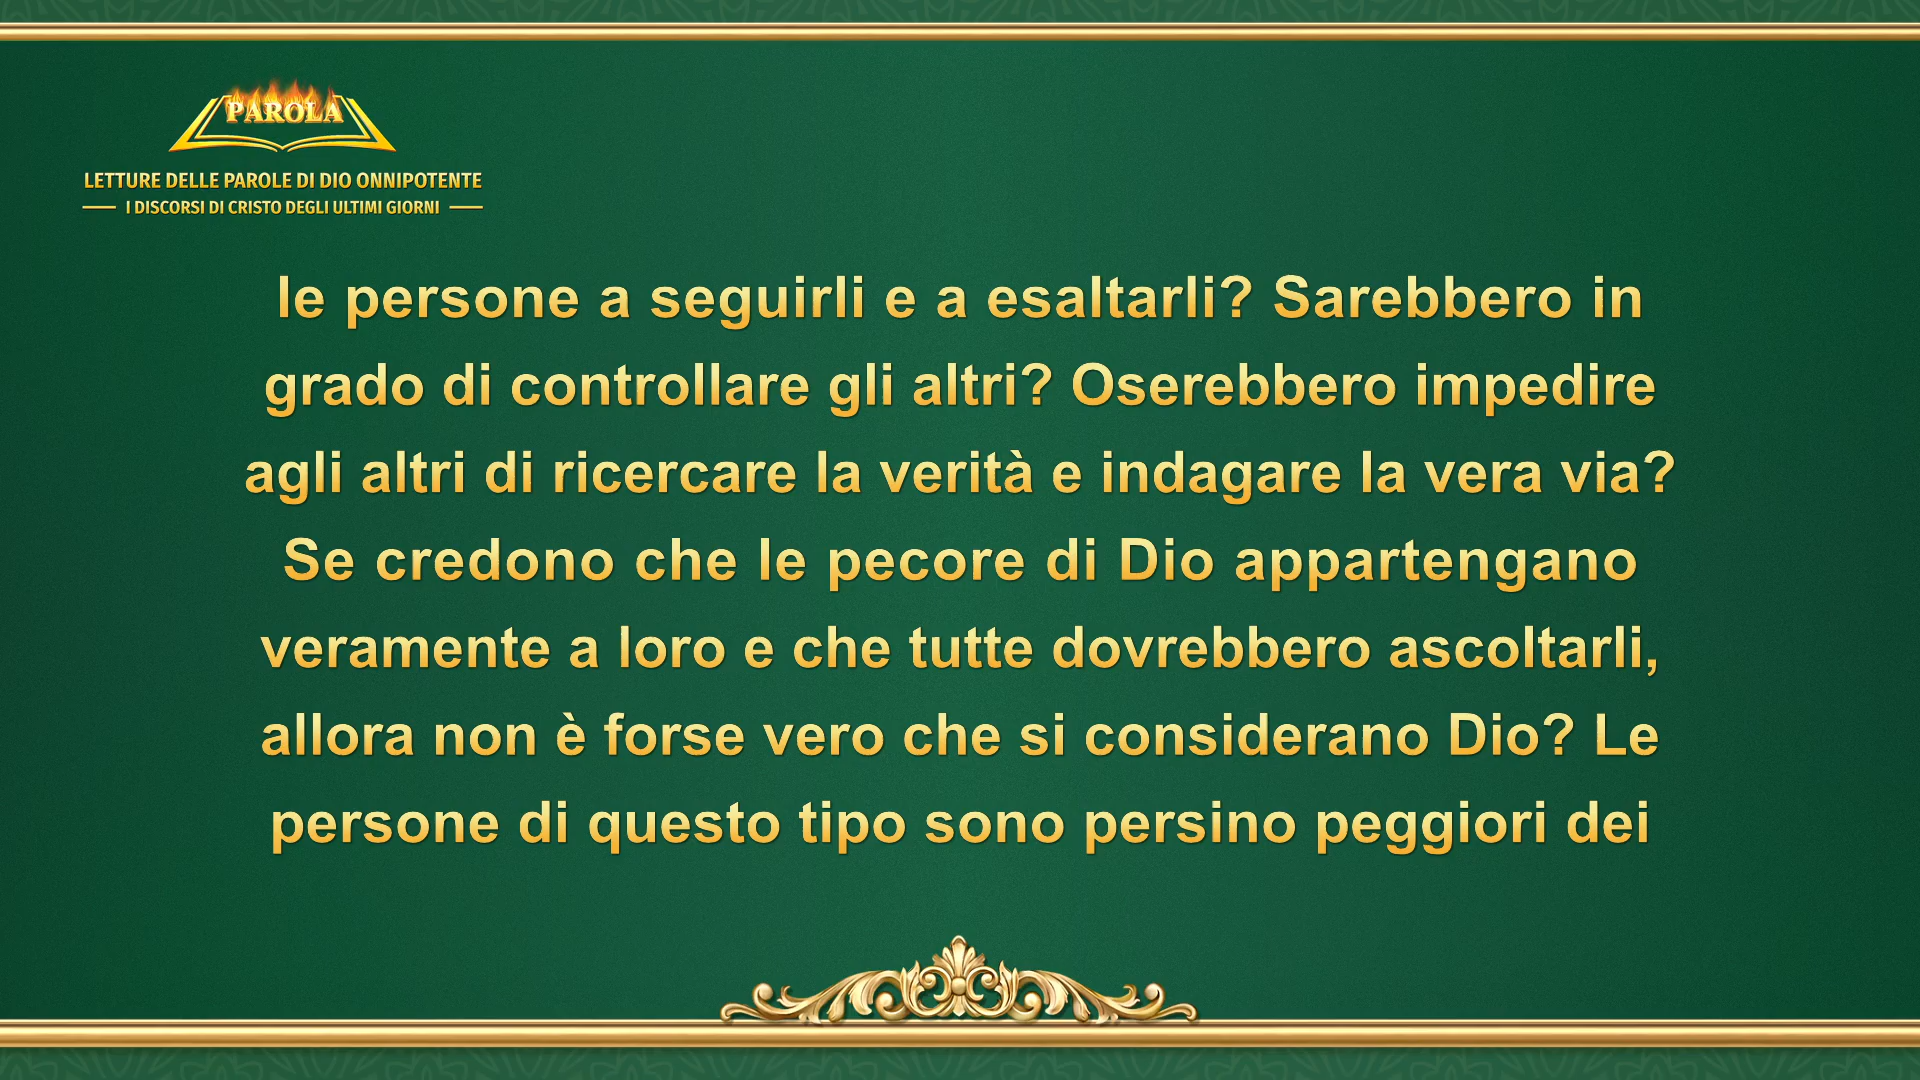 PAROLA
LETTURE DELLE PAROLE DI DIO ONNIPOTENTE
I DISCORSI DI CRISTO DEGLI ULTIMI GIORNI
le persone a seguirli e a esaltarli? Sarebbero in
grado di controllare gli altri? Oserebbero impedire
agli altri di ricercare la verità e indagare la vera via?
Se credono che le pecore di Dio appartengano
veramente a loro e che tutte dovrebbero ascoltarli,
allora non è forse vero che si considerano Dio? Le
persone di questo tipo sono persino peggiori dei